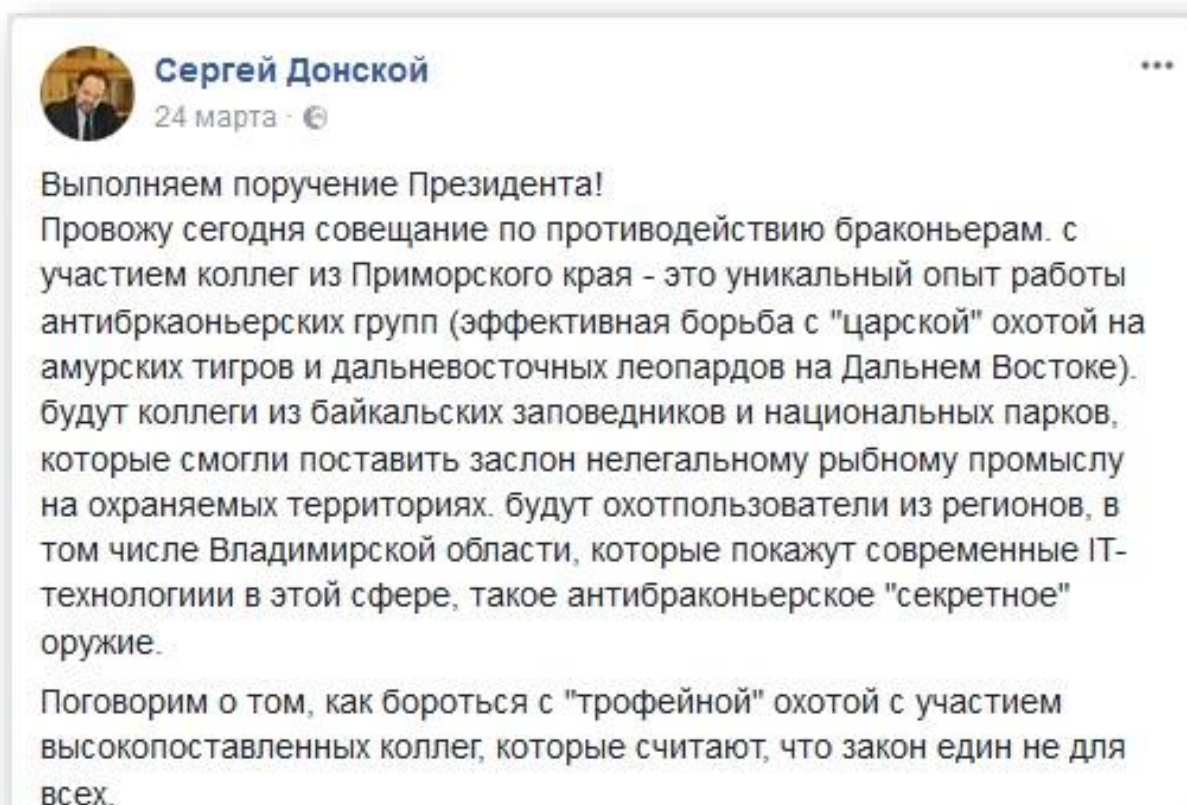 Сергей Донской
24 марта ·
Выполняем поручение Президента!
Провожу сегодня совещание по противодействию браконьерам. с
участием коллег из Приморского края - это уникальный опыт работы
антибркаоньерских групп (эффективная борьба с "царской" охотой на
амурских тигров и дальневосточных леопардов на Дальнем Востоке).
будут коллеги из байкальских заповедников и национальных парков,
которые смогли поставить заслон нелегальному рыбному промыслу
на охраняемых территориях. будут охотпользователи из регионов, в
том числе Владимирской области, которые покажут современные IT-
технологиии в этой сфере, такое антибраконьерское "секретное"
оружие.
Поговорим о том, как бороться с "трофейной" охотой с участием
высокопоставленных коллег, которые считают, что закон един не для
всех.